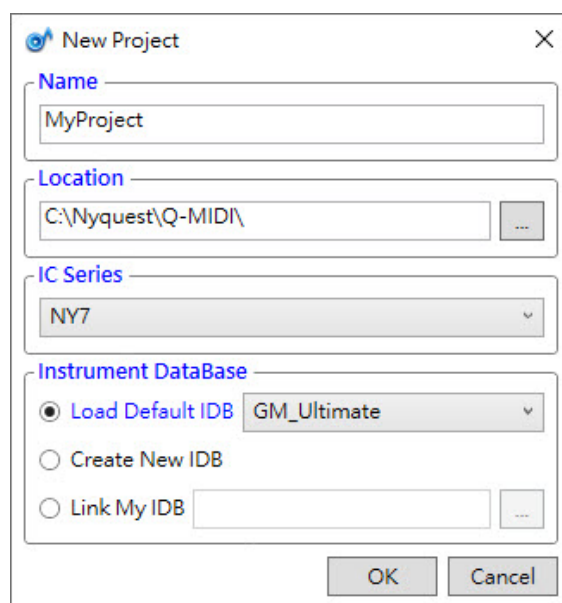 New Project
Name
MyProject
Location
C:\Nyquest\Q-MIDI\
...
IC Series
NY7
Instrument DataBase
Load Default IDB GM_Ultimate
Create New IDB
Link My IDB ...
OK Cancel